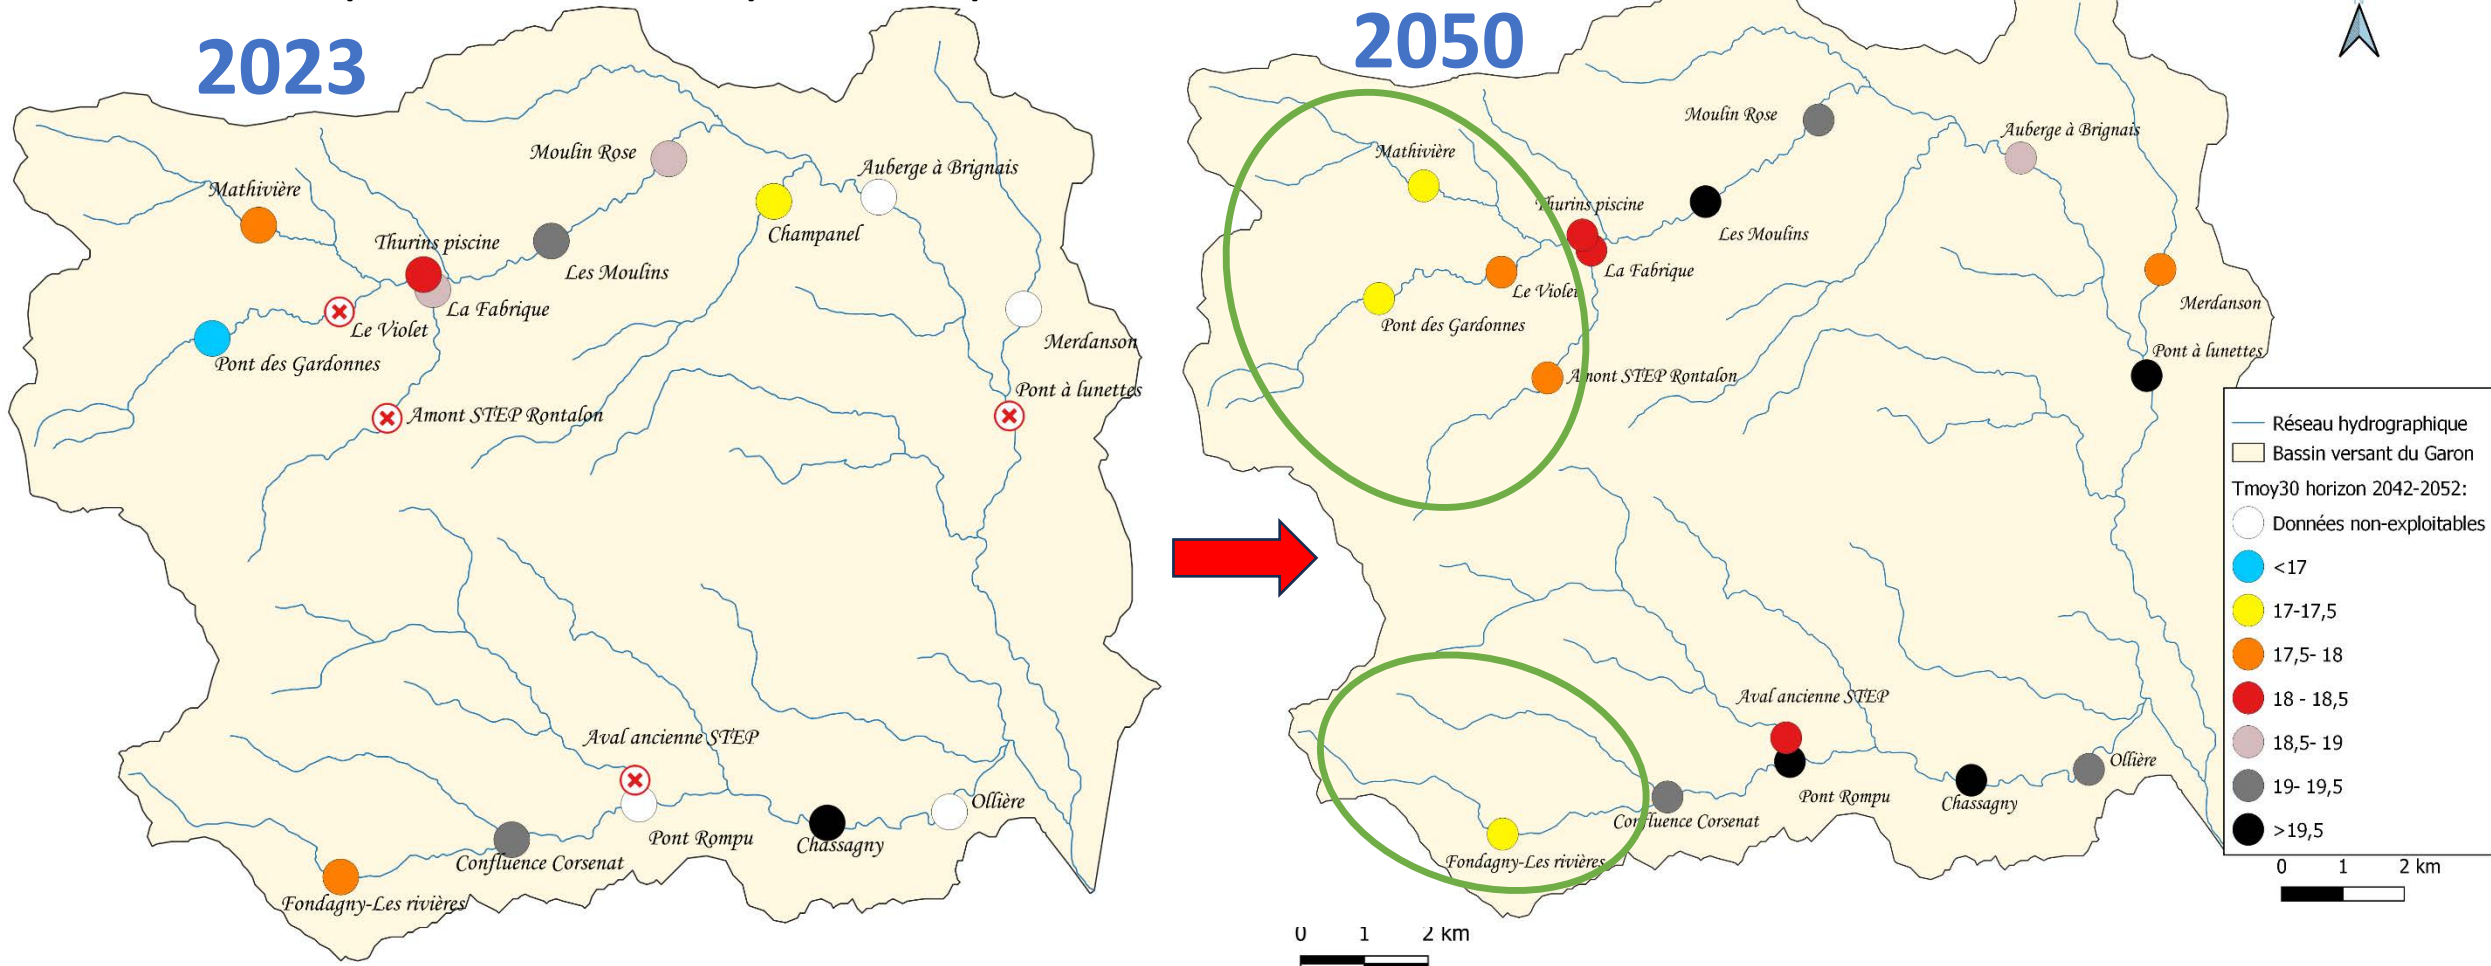 2023
Moulin Rose
Auberge à Brignais
Mathivière
Champanel
Thurins piscine
Les Moulins
La Fabrique
Le Violet
Merdanson
Pont des Gardonnes
Pont à lunettes
Amont STEP Rontalon
Aval ancienne STEP
Ollière
Pont Rompu
Chassagny
Confluence Corsenat
Fondagny-Les rivières
2050
Moulin Rose
Auberge à Brignais
Mathivière
Thurins piscine
Les Moulins
La Fabrique
Le Violet
Merdanson
Pont des Gardonnes
Pont à lunettes
Amont STEP Rontalon
Aval ancienne STEP
Ollière
Pont Rompu
Chassagny
Confluence Corsenat
Fondagny-Les rivières
Réseau hydrographique
Bassin versant du Garon
Tmoy30 horizon 2042-2052:
Données non-exploitables
<17
17-17,5
17,5- 18
18 - 18,5
18,5- 19
19- 19,5
>19,5
0 1 2 km
0 1 2 km